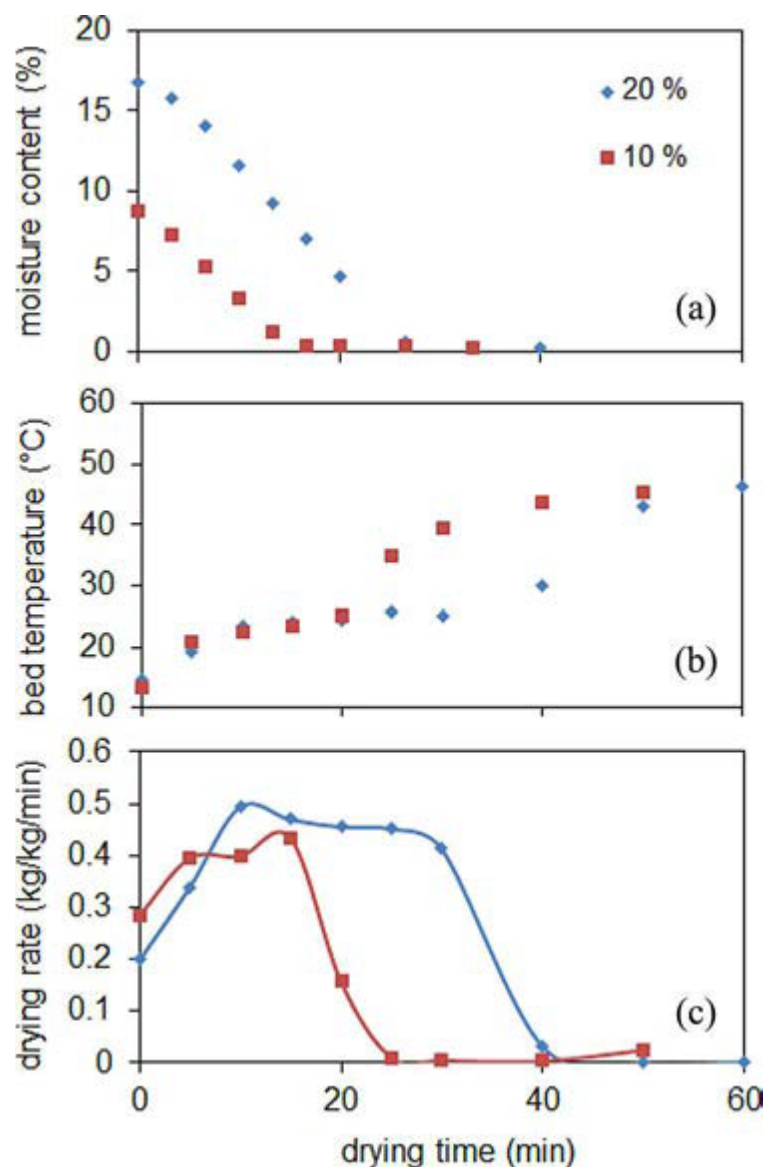 20
15
10
5
0
moisture content (%)
20 %
10 %
(a)
60
50
40
30
20
10
bed temperature (°C)
(b)
0.6
0.5
0.4
0.3
0.2
0.1
0
drying rate (kg/kg/min)
(c)
0 20 40 60
drying time (min)